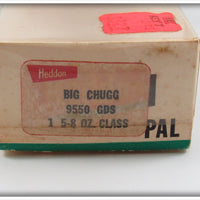 Heddon
BIG CHUGG
9550 GDS
1 5-8 OZ. CLASS
PAL